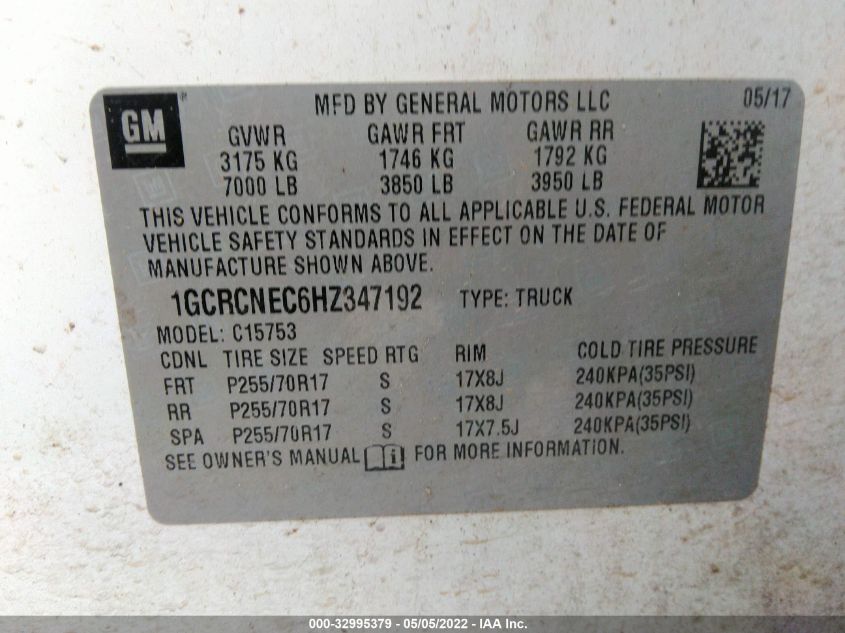 GM
®
MFD BY GENERAL MOTORS LLC 05/17
GVWR GAWR FRT GAWR RR
3175 KG 1746 KG 1792 KG
7000 LB 3850 LB 3950 LB
THIS VEHICLE CONFORMS TO ALL APPLICABLE U.S. FEDERAL MOTOR
VEHICLE SAFETY STANDARDS IN EFFECT ON THE DATE OF
MANUFACTURE SHOWN ABOVE.
1GCRCNEC6HZ347192 TYPE: TRUCK
MODEL: C15753
CDNL TIRE SIZE SPEED RTG RIM COLD TIRE PRESSURE
FRT P255/70R17 S 17X8J 240KPA(35PSI)
RR P255/70R17 S 17X8J 240KPA(35PSI)
SPA P255/70R17 S 17X7.5J 240KPA(35PSI)
SEE OWNER'S MANUAL i FOR MORE INFORMATION.
000-32995379 - 05/05/2022 - IAA Inc.